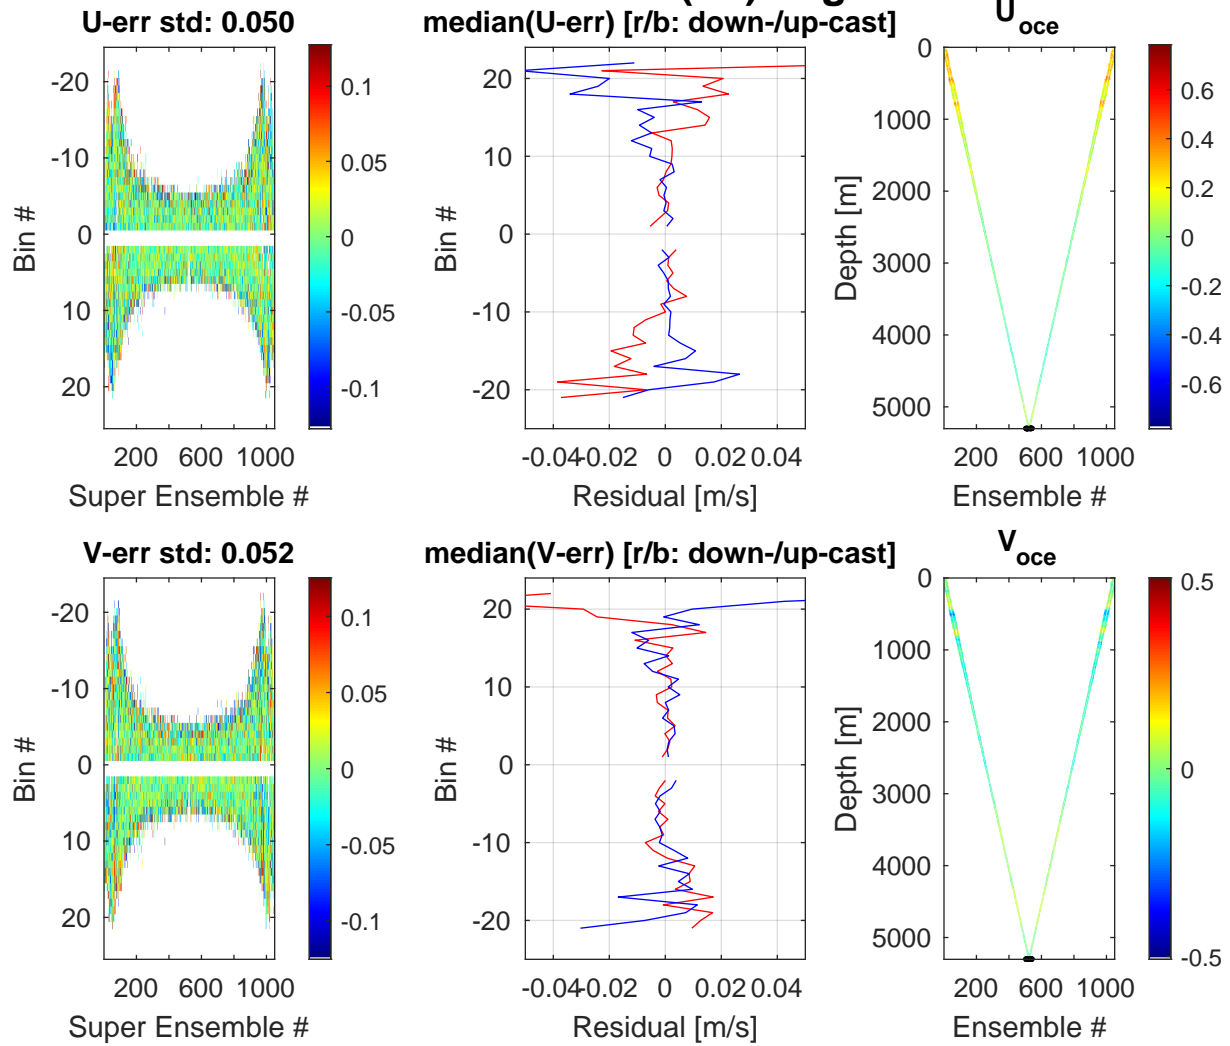 U-err std: 0.050
-20
-10
0
10
20
200 600 1000
Super Ensemble #
Bin #
0.1
0.05
0
-0.05
-0.1
median(U-err) [r/b: down-/up-cast]
20
10
0
-10
-20
-0.04 -0.02 0 0.02 0.04
Residual [m/s]
Bin #
U oce
0
1000
2000
3000
4000
5000
200 600 1000
Ensemble #
Depth [m]
0.6
0.4
0.2
0
-0.2
-0.4
-0.6
V-err std: 0.052
-20
-10
0
10
20
200 600 1000
Super Ensemble #
Bin #
0.1
0.05
0
-0.05
-0.1
median(V-err) [r/b: down-/up-cast]
20
10
0
-10
-20
-0.04 -0.02 0 0.02 0.04
Residual [m/s]
Bin #
V oce
0
1000
2000
3000
4000
5000
200 600 1000
Ensemble #
Depth [m]
0.5
0
-0.5